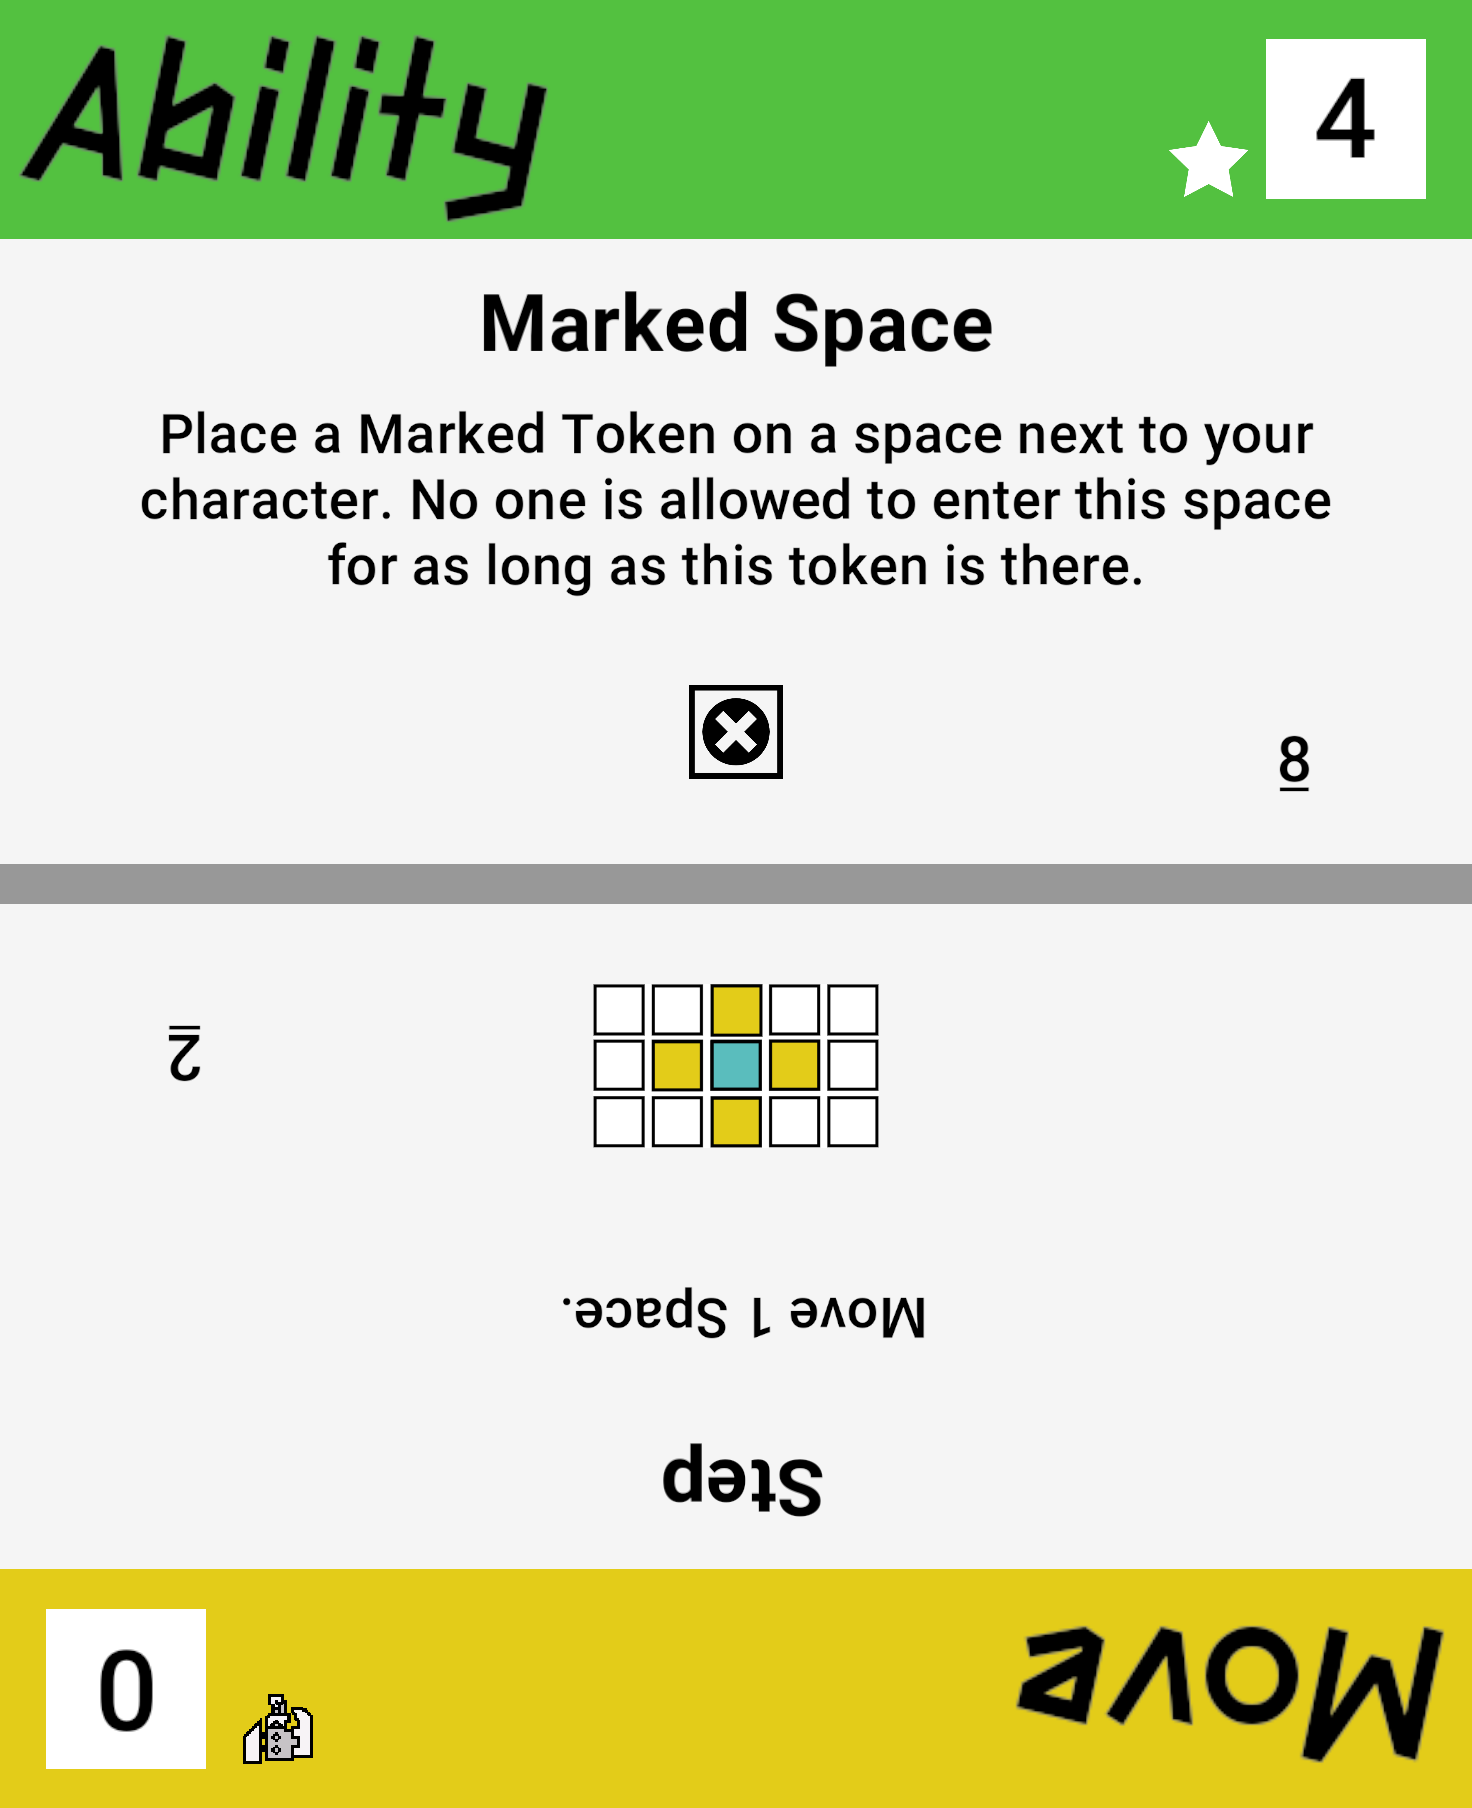 Ability
4
Marked Space
Place a Marked Token on a space next to your
character. No one is allowed to enter this space
for as long as this token is there.
8
Move
0
Step
Move 1 Space.
2